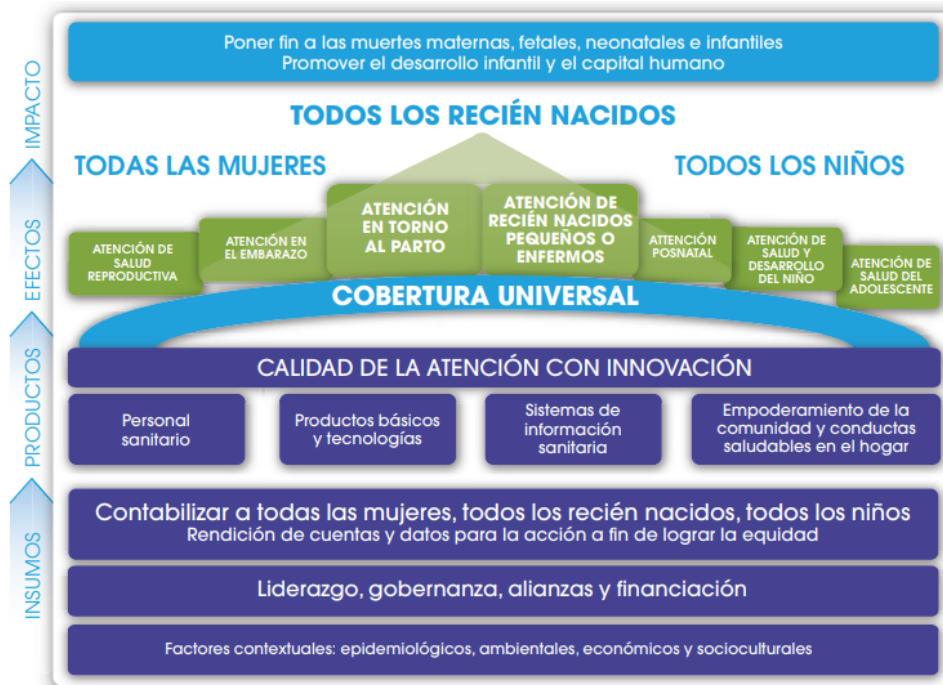 Poner fin a las muertes maternas, fetales, neonatales e infantiles
Promover el desarrollo infantil y el capital humano
IMPACTO
TODOS LOS RECIÉN NACIDOS
TODAS LAS MUJERES
TODOS LOS NIÑOS
EFECTOS
ATENCIÓN DE
SALUD
REPRODUCTIVA
ATENCIÓN EN
EL EMBARAZO
ATENCIÓN
EN TORNO
AL PARTO
ATENCIÓN DE
RECIÉN NACIDOS
PEQUEÑOS O
ENFERMOS
ATTENCIÓN
POSNATAL
ATENCIÓN DE
SALUD Y
DESARROLLO
DEL NIÑO
ATENCIÓN DE
SALUD DEL
ADOLESCENTE
COBERTURA UNIVERSAL
PRODUCTOS
CALIDAD DE LA ATENCIÓN CON INNOVACIÓN
Personal
sanitario
Productos básicos
y tecnologías
Sistemas de
información
sanitaria
Empoderamiento de la
comunidad y conductas
saludables en el hogar
INSUMOS
Contabilizar a todas las mujeres, todos los recién nacidos, todos los niños
Rendición de cuentas y datos para la acción a fin de lograr la equidad
Liderazgo, gobernanza, alianzas y financiación
Factores contextuales: epidemiológicos, ambientales, económicos y socioculturales